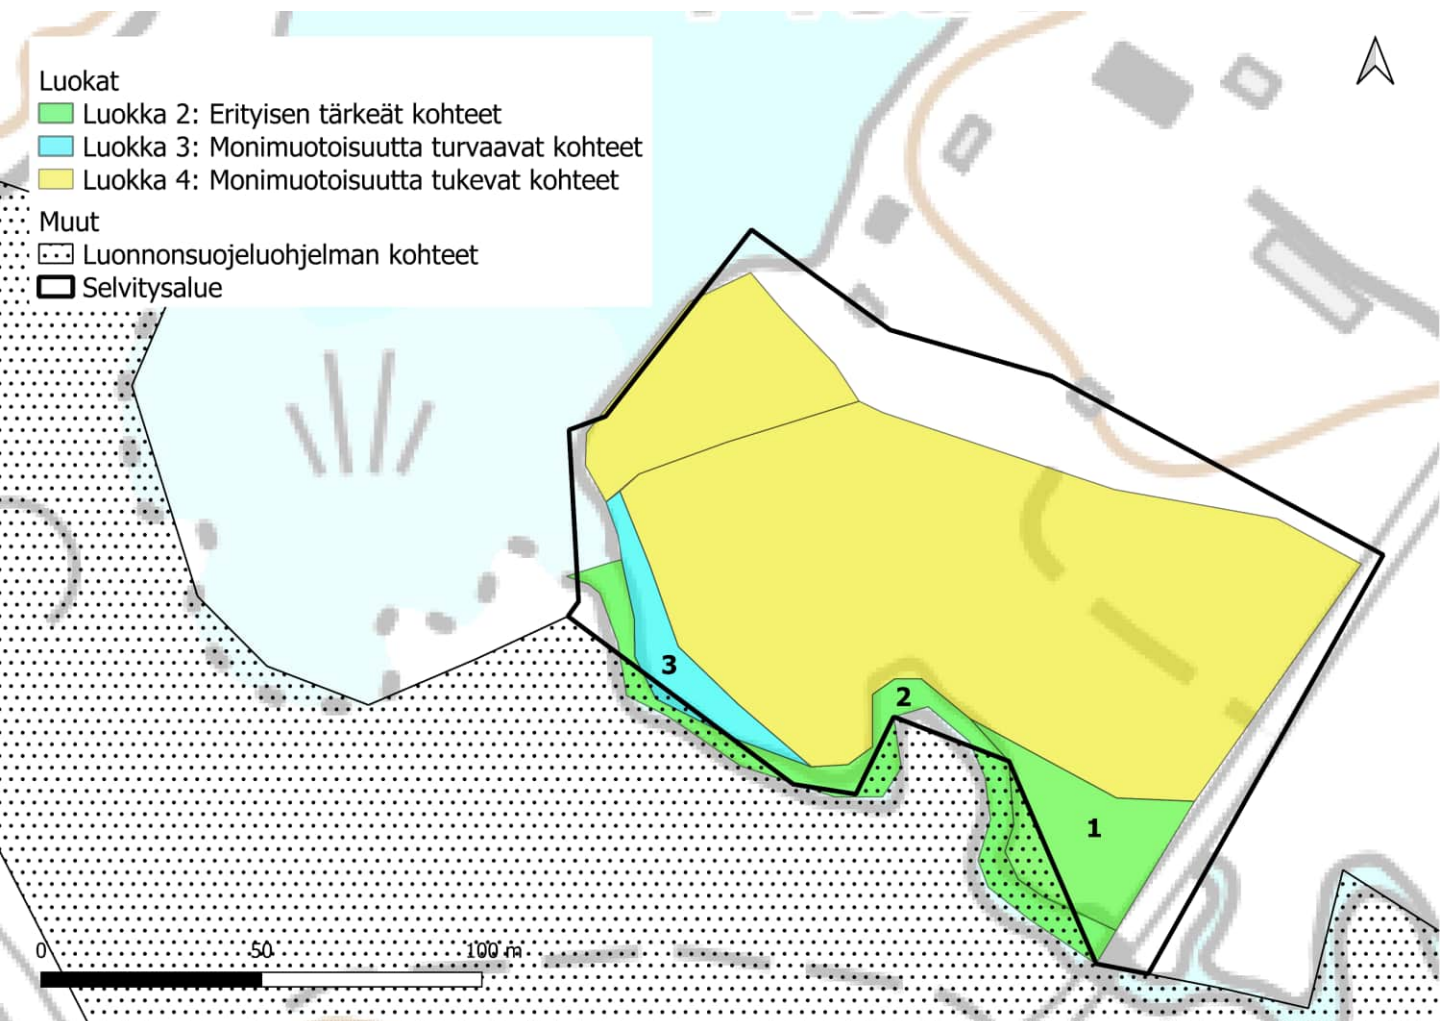 Luokat
Luokka 2: Erityisen tärkeät kohteet
Luokka 3: Monimuotoisuutta turvaavat kohteet
Luokka 4: Monimuotoisuutta tukevat kohteet
Muut
Luonnonsuojeluohjelman kohteet
Selvitysalue
3
2
1
0 50 100 m